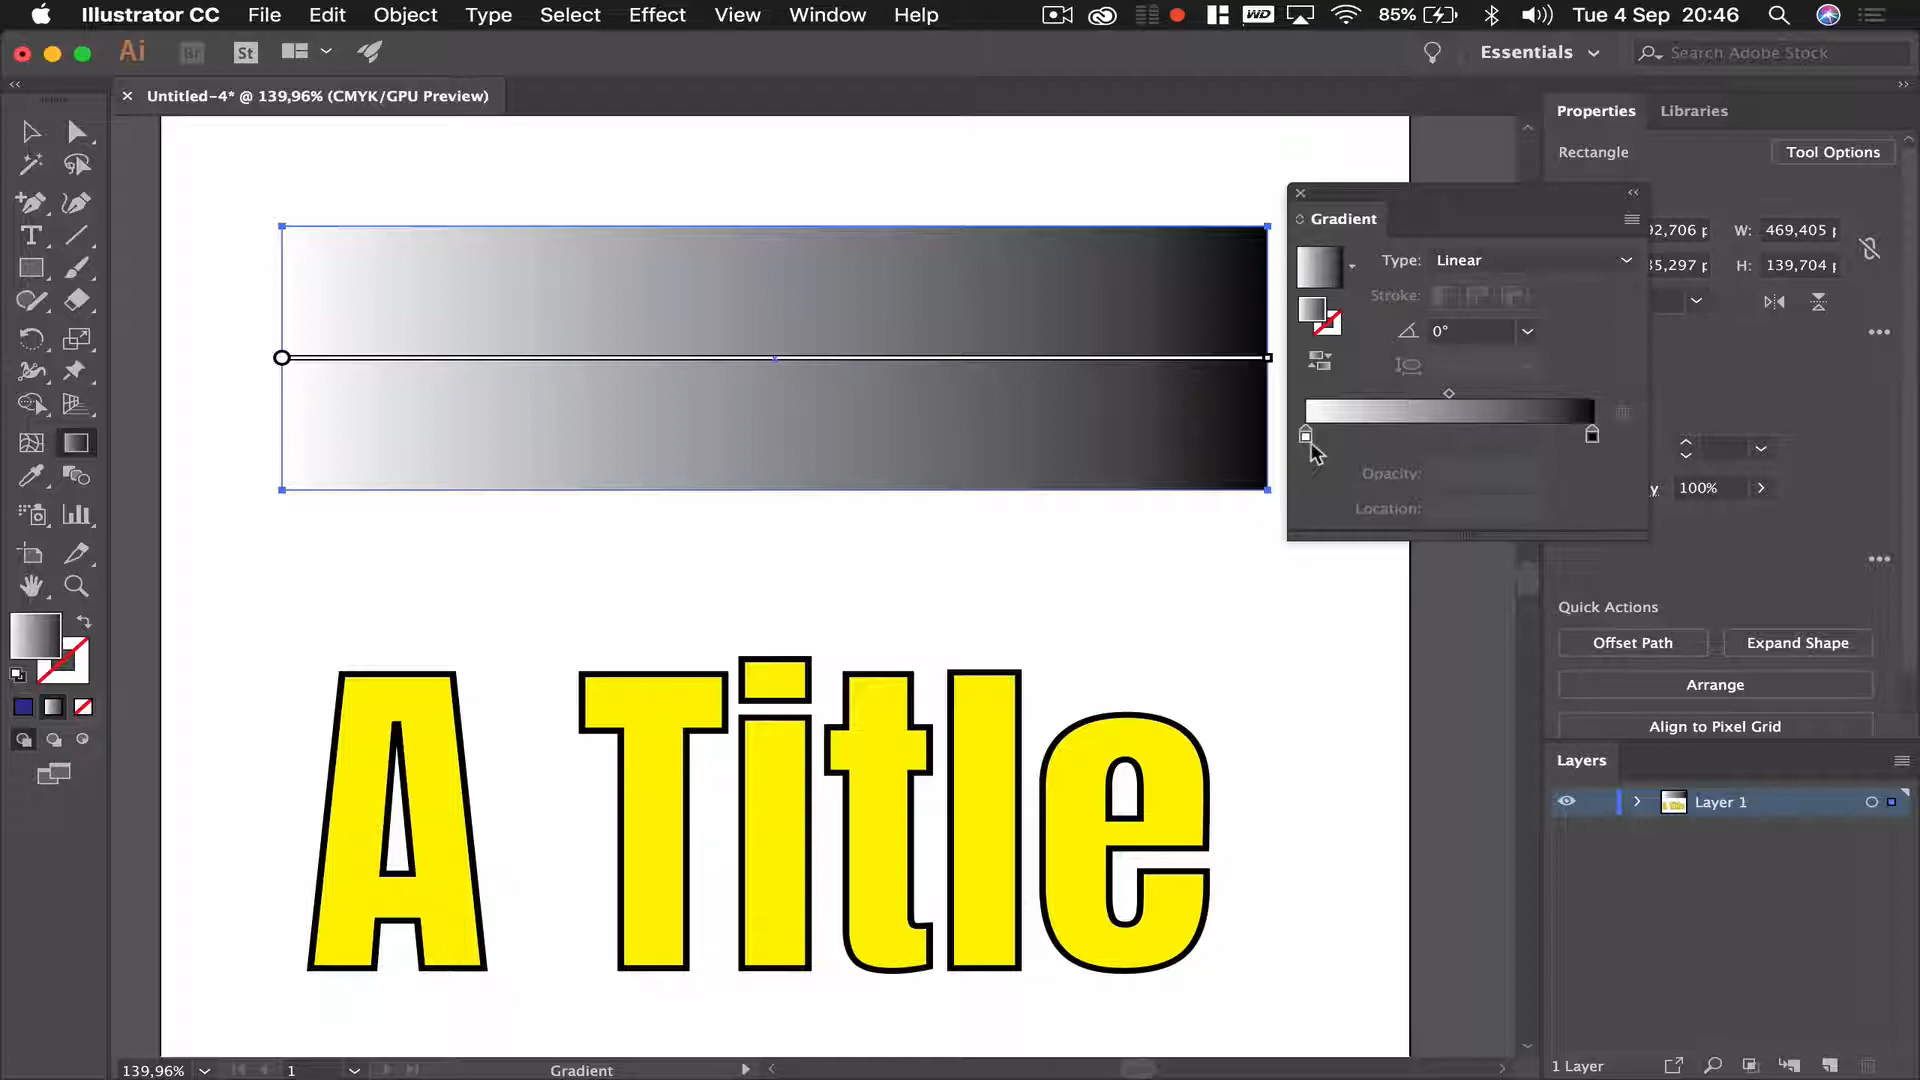 Illustrator CC File Edit Object Type Select Effect View Window Help WD 85% Tue 4 Sep 20:46
Ai Br St Essentials Search Adobe Stock
× Untitled-4* @ 139,96% (CMYK/GPU Preview)
Properties Libraries
Rectangle Tool Options
Gradient
W: 469,405
H: 139,704
Type: Linear
Stroke:
0°
Opacity:
Location:
100%
Quick Actions
Offset Path Expand Shape
Arrange
Align to Pixel Grid
Layers
Layer 1
A Title
139,96% 1 Gradient
1 Layer